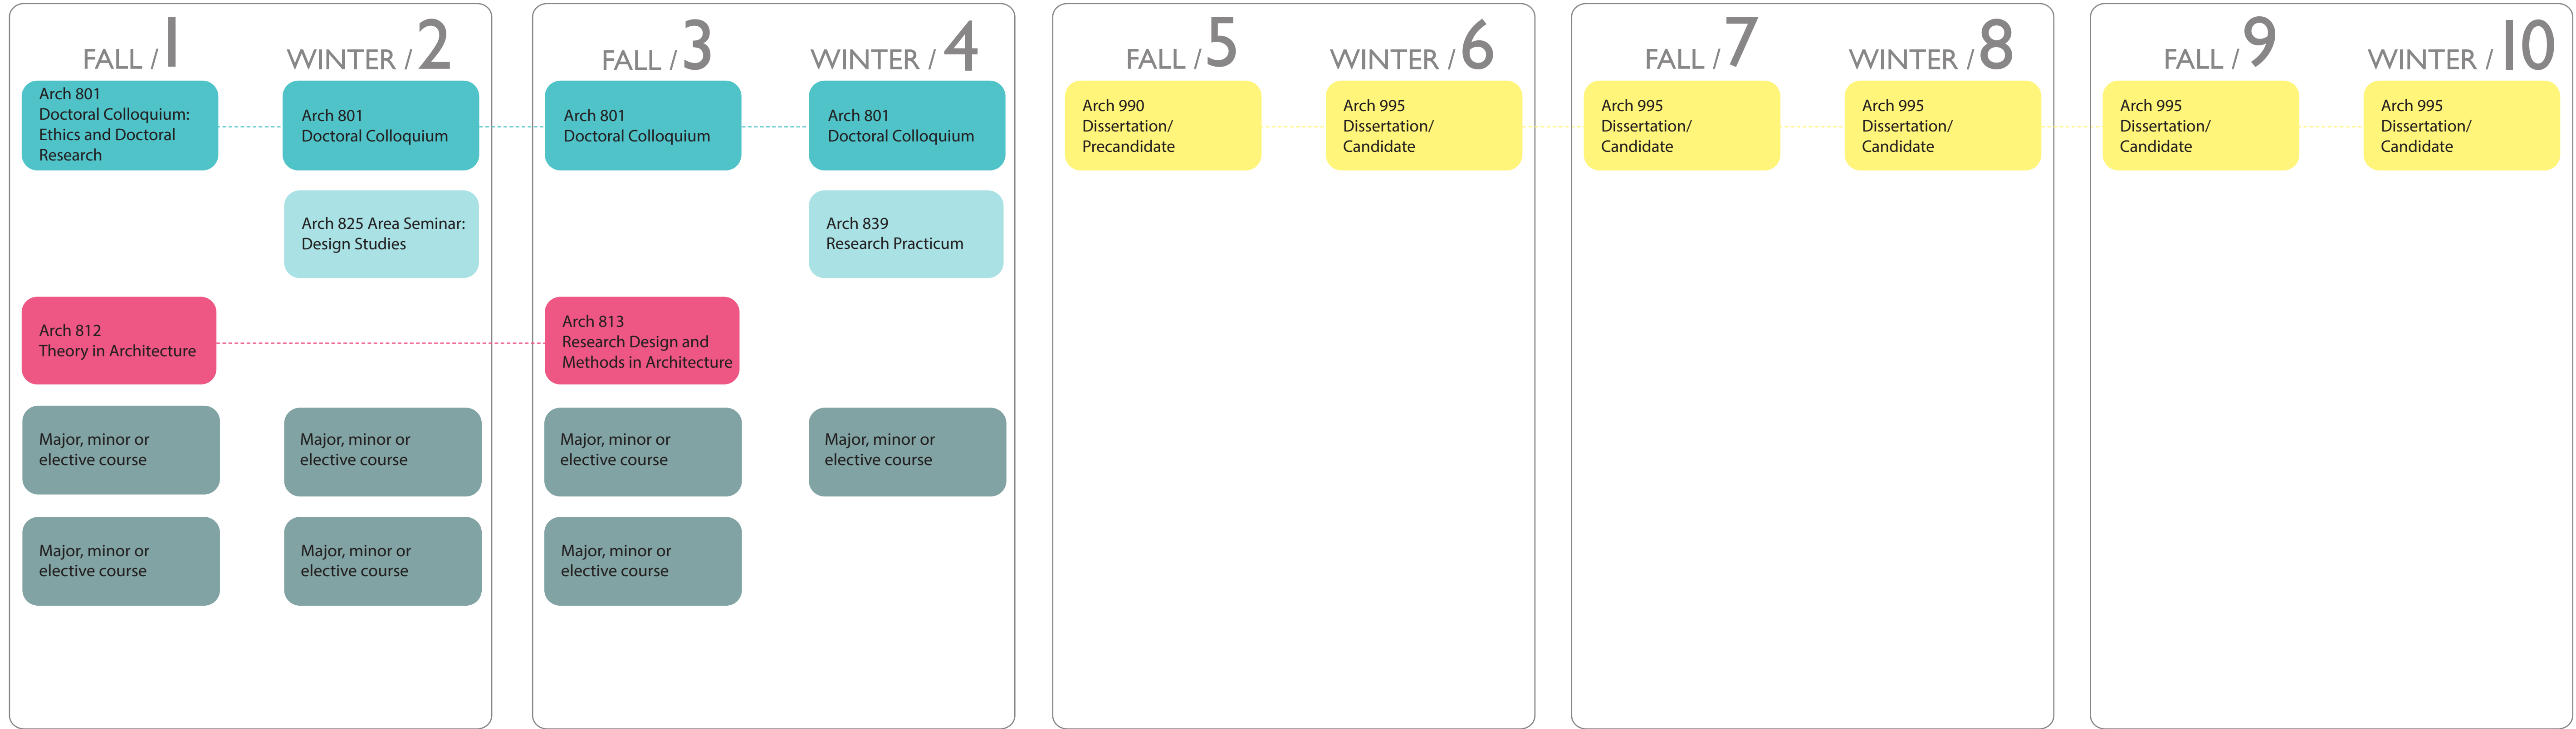 FALL / 1
WINTER / 2
FALL / 3
WINTER / 4
FALL / 5
WINTER / 6
FALL / 7
WINTER / 8
FALL / 9
WINTER / 10
Arch 801
Doctoral Colloquium:
Ethics and Doctoral
Research
Arch 801
Doctoral Colloquium
Arch 801
Doctoral Colloquium
Arch 801
Doctoral Colloquium
Arch 990
Dissertation/
Precandidate
Arch 995
Dissertation/
Candidate
Arch 995
Dissertation/
Candidate
Arch 995
Dissertation/
Candidate
Arch 995
Dissertation/
Candidate
Arch 995
Dissertation/
Candidate
Arch 825 Area Seminar:
Design Studies
Arch 839
Research Practicum
Arch 812
Theory in Architecture
Arch 813
Research Design and
Methods in Architecture
Major, minor or
elective course
Major, minor or
elective course
Major, minor or
elective course
Major, minor or
elective course
Major, minor or
elective course
Major, minor or
elective course
Major, minor or
elective course